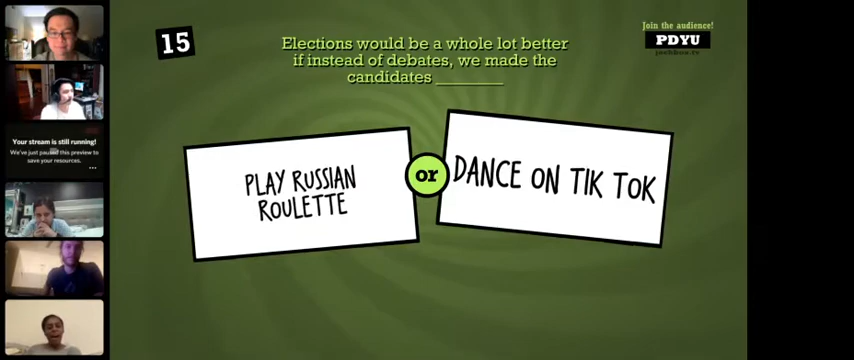 15
Elections would be a whole lot better
if instead of debates, we made the
candidates ________
Join the audience!
PDYU
jackbox.tv
Your stream is still running!
We've just paused this preview to
save your resources.
PLAY RUSSIAN
ROULETTE
or
DANCE ON TIK TOK